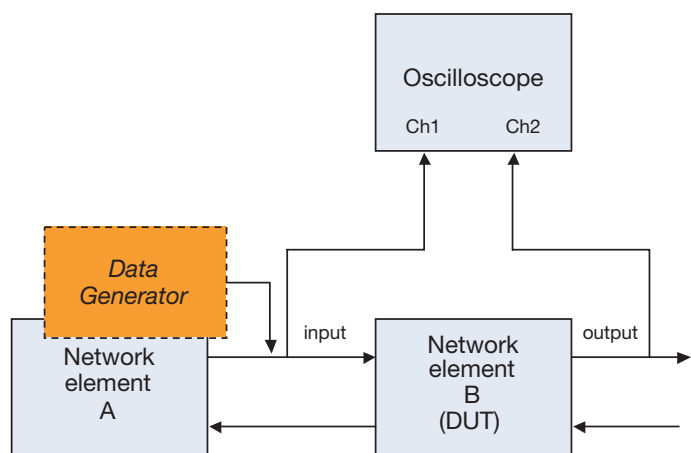 Oscilloscope
Ch1 Ch2
Data
Generator
input
output
Network
element
A
Network
element
B
(DUT)